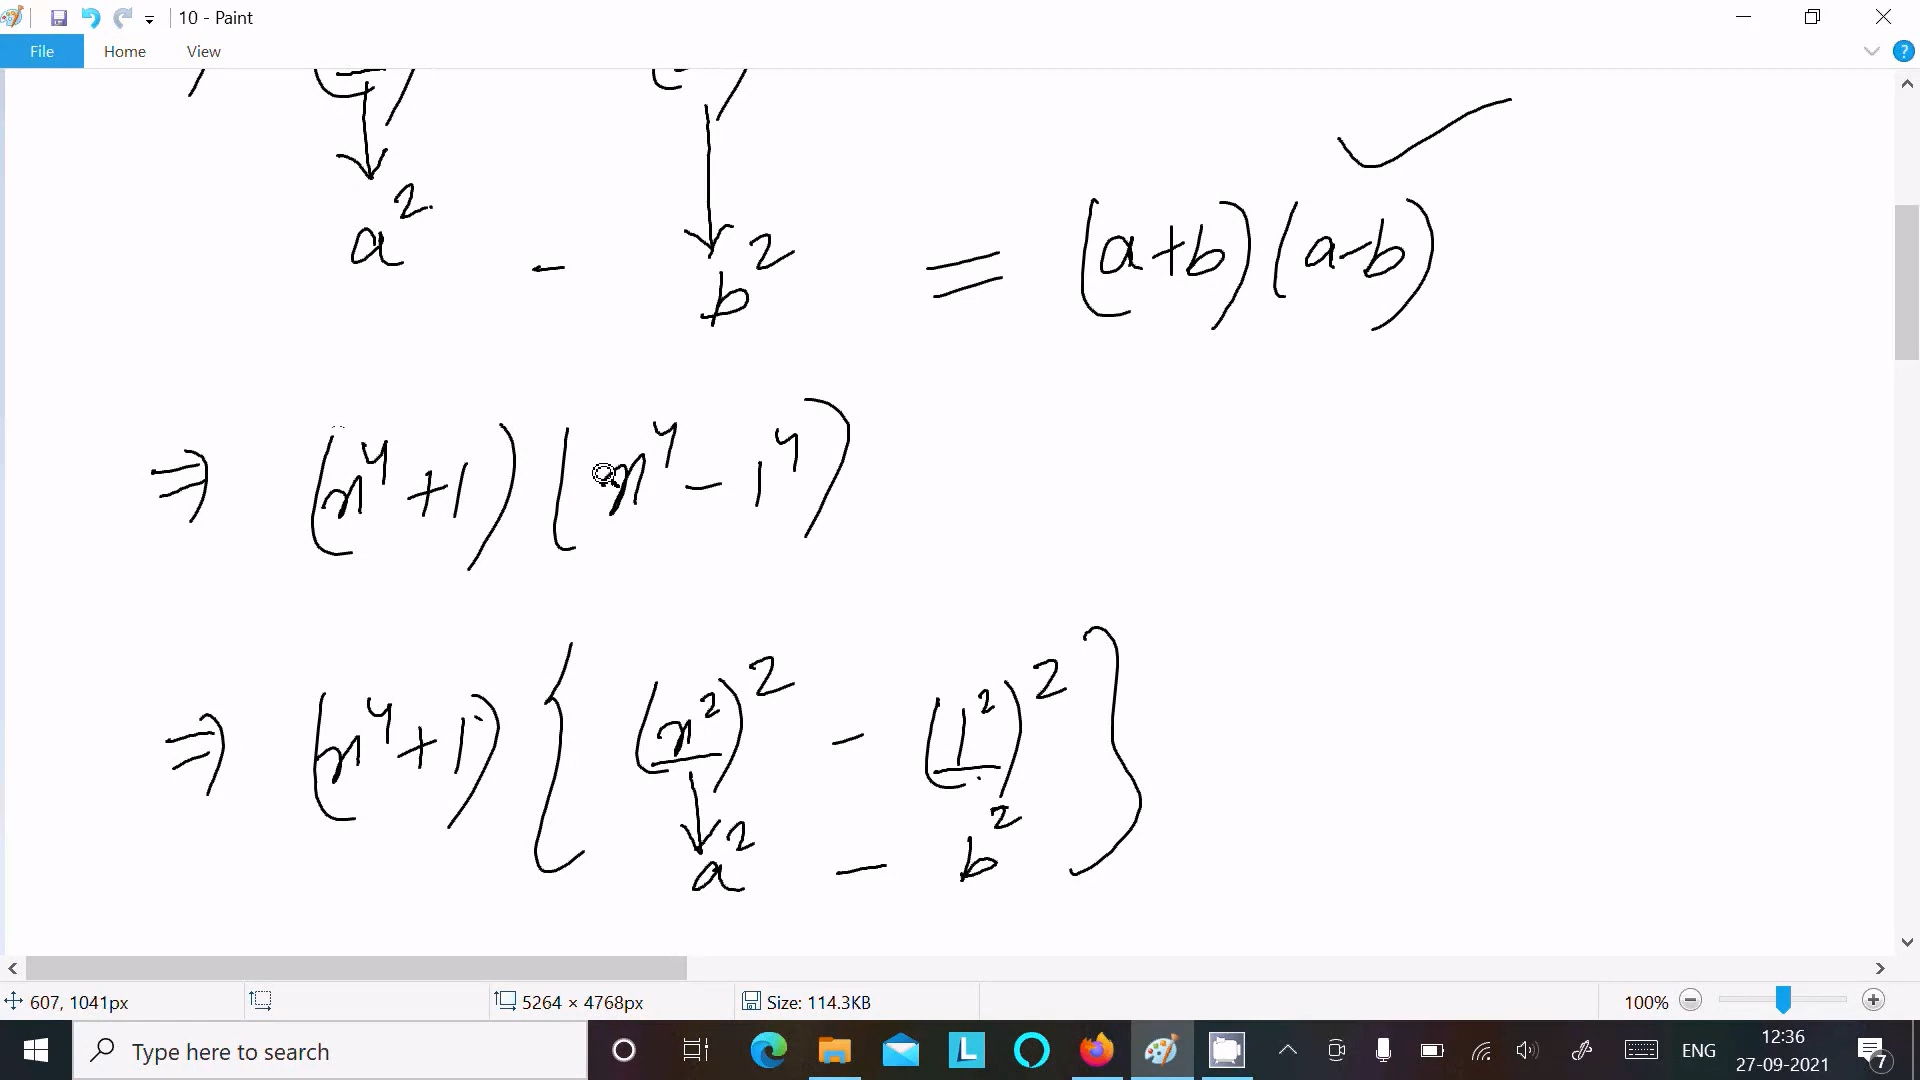 10 - Paint
File Home View
a² - b² = (a+b)(a-b)
⇒ (x⁴+1)(x⁴-1⁴)
⇒ (x⁴+1){(x²)² - (1²)²}
a² - b²
607, 1041px 5264 × 4768px Size: 114.3KB 100%
Type here to search L ENG 12:36
27-09-2021 7